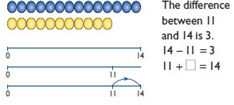 The difference
between 11
and 14 is 3.
14 – 11 = 3
11 + □ = 14
0 14
0 11 14
0 11 14